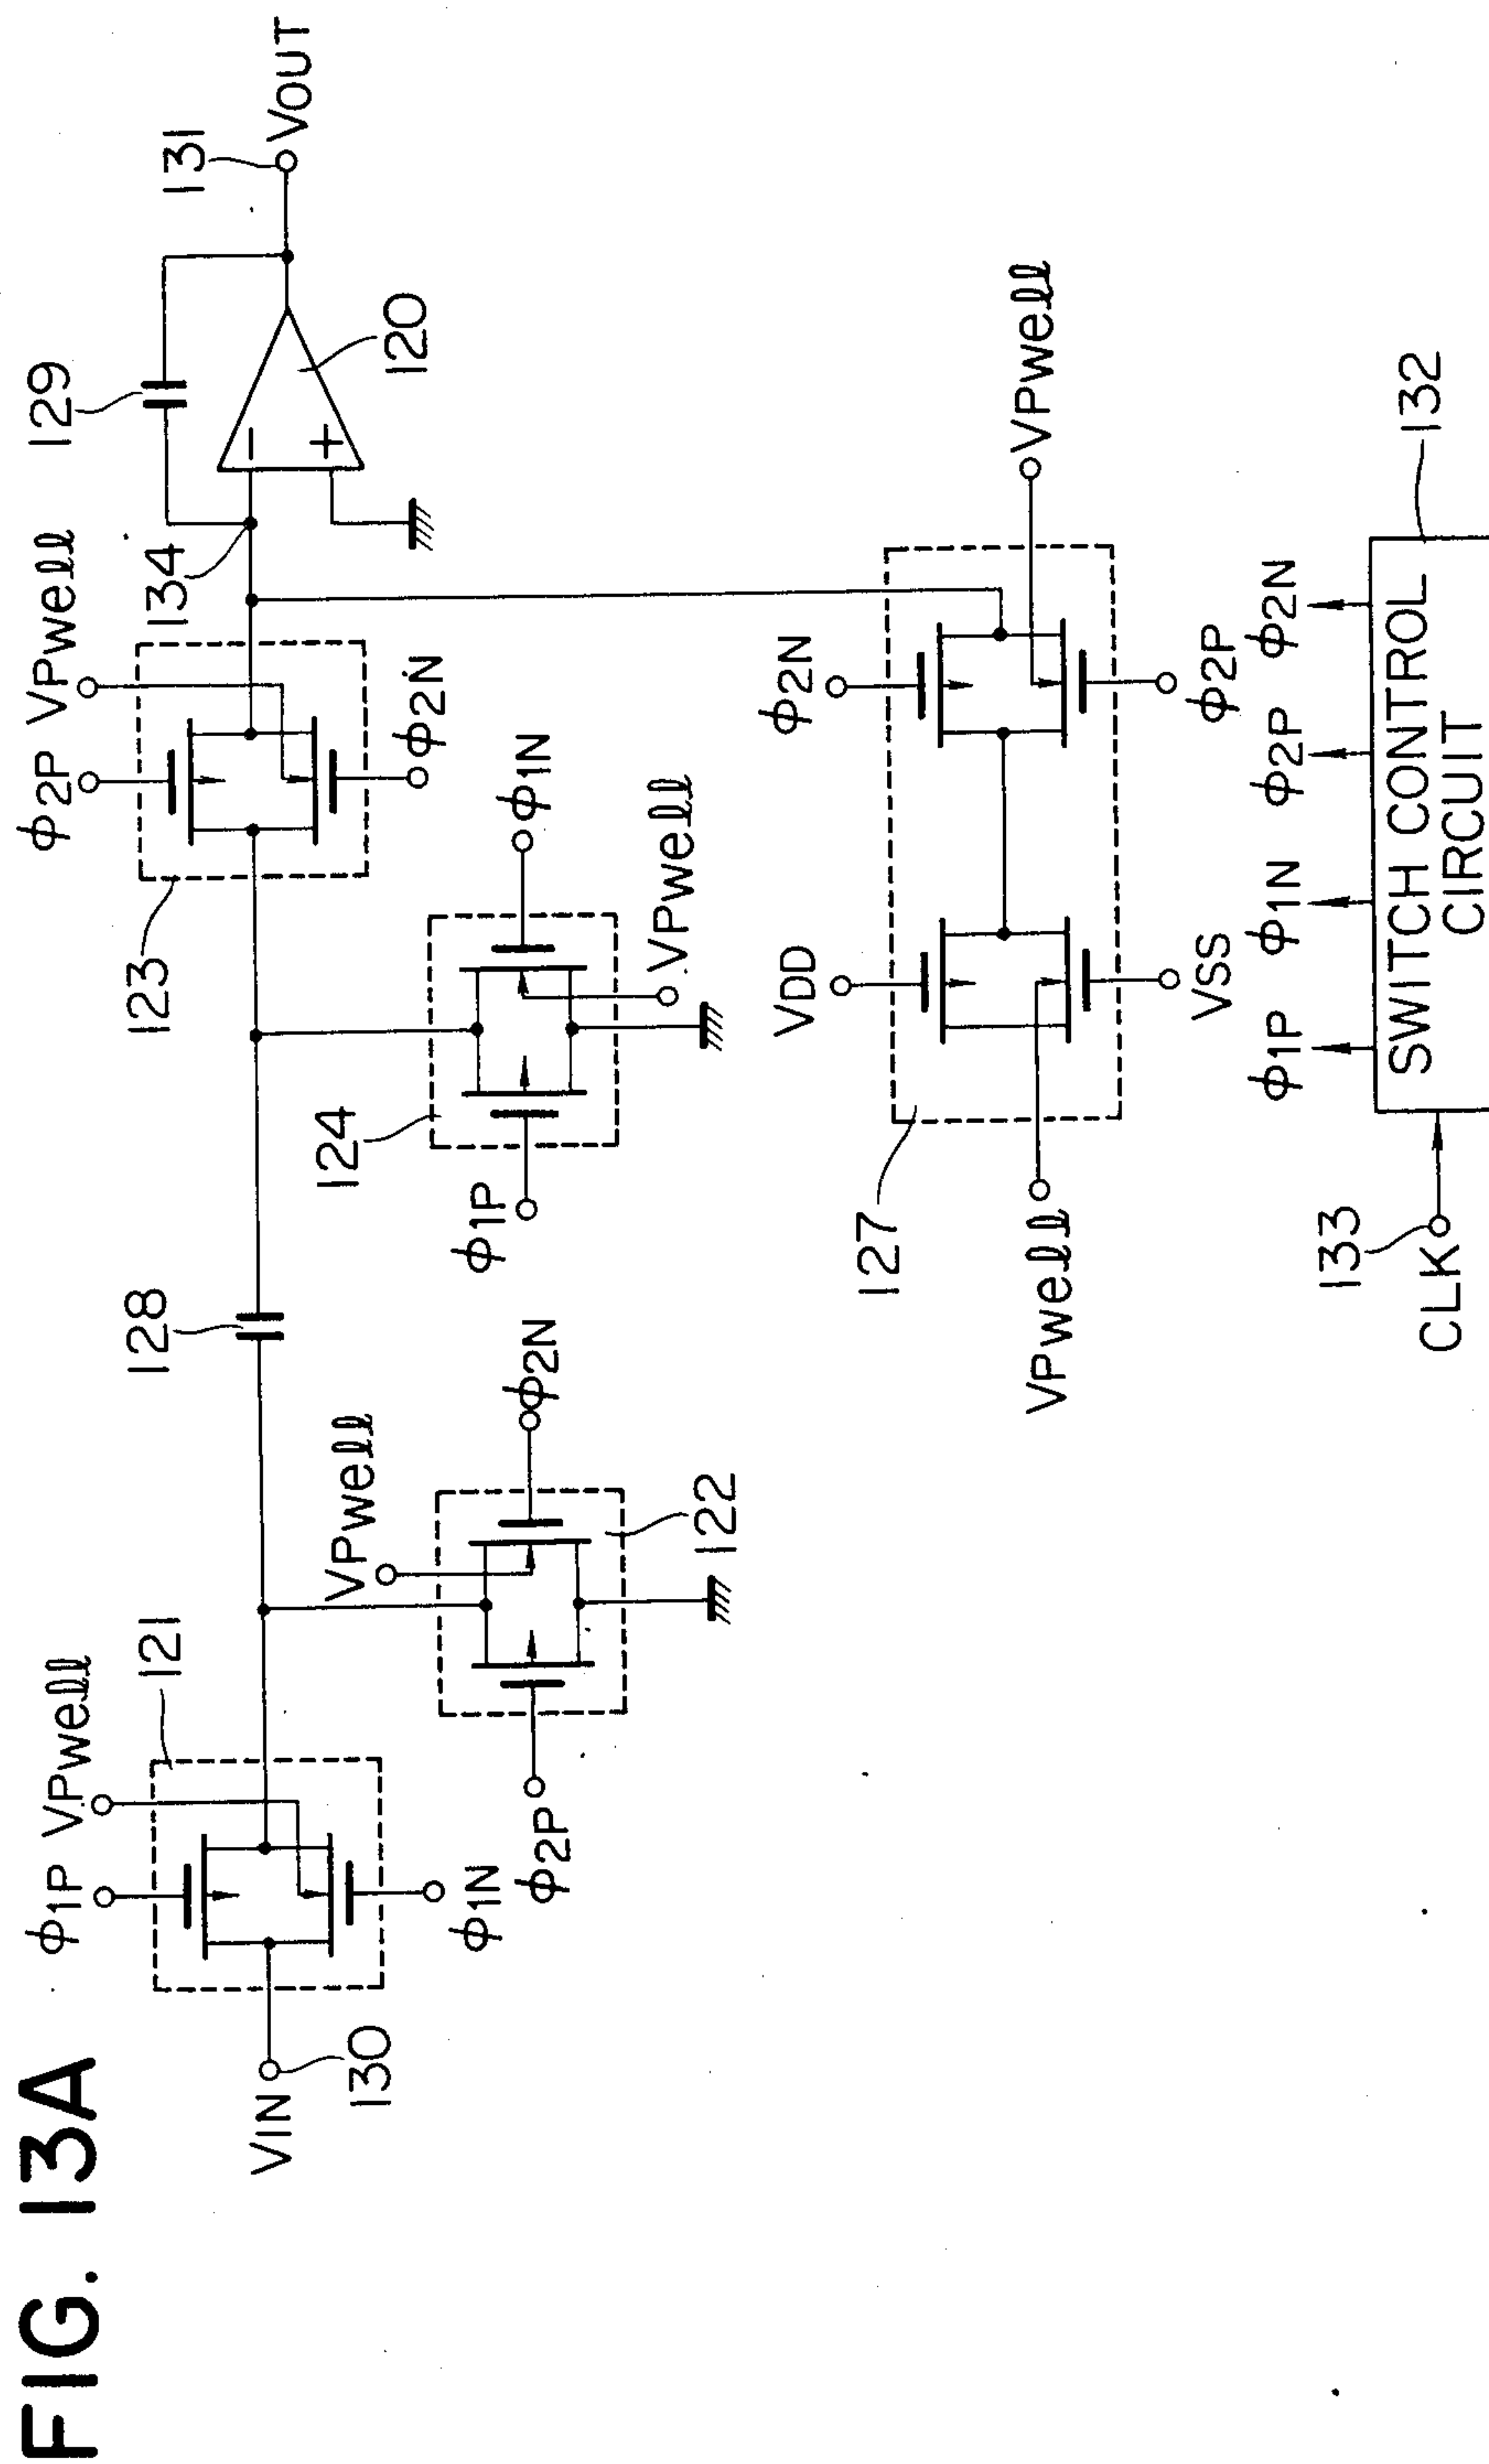 FIG. 13A
VIN
130
ϕ1P
VPwell
121
ϕ1N
ϕ2P
VPwell
122
ϕ2N
128
ϕ1P
124
ϕ1N
VPwell
123
ϕ2P
VPwell
ϕ2N
134
129
120
131
VOUT
127
VPwell
VDD
VSS
ϕ2N
ϕ2P
VPwell
CLK
133
ϕ1P
ϕ1N
ϕ2P
ϕ2N
SWITCH CONTROL
CIRCUIT
132